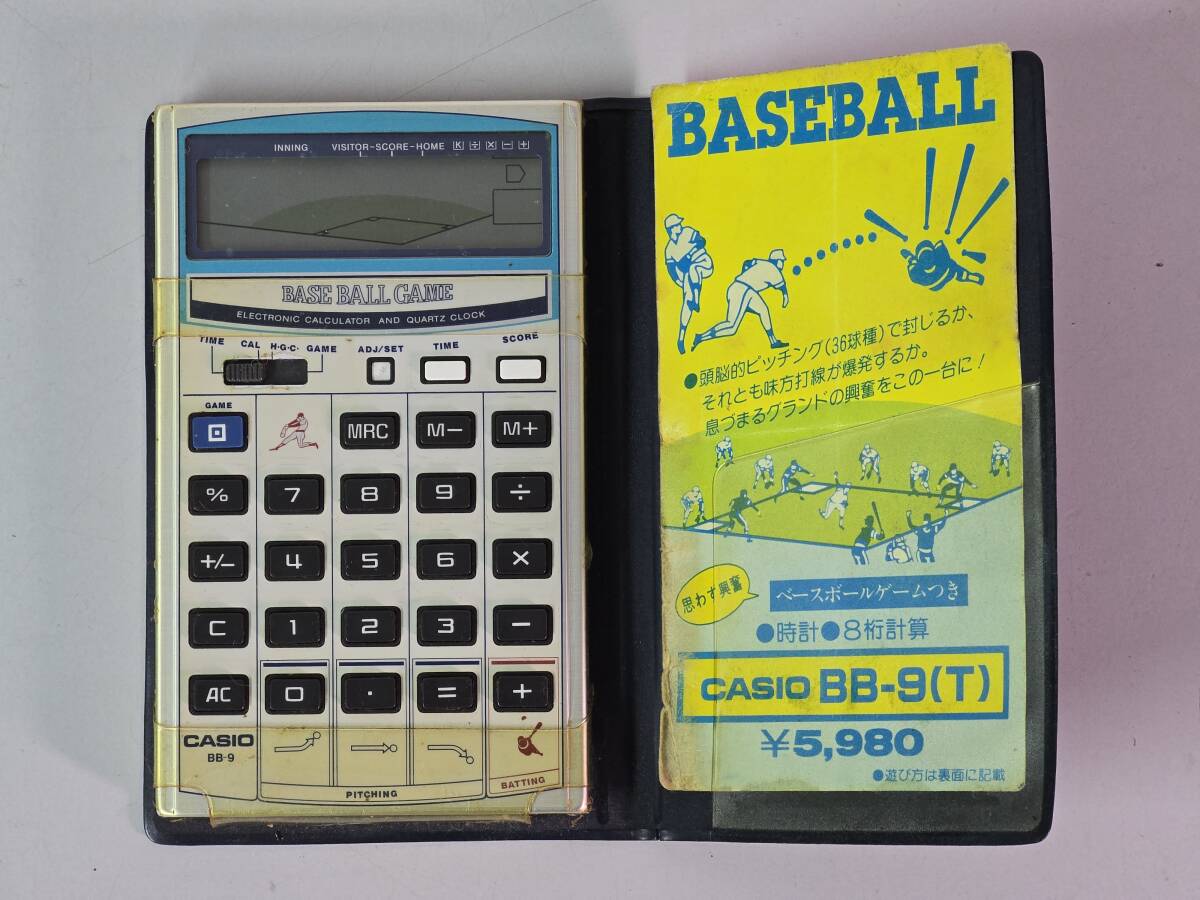 INNING VISITOR-SCORE-HOME K ÷ × − +
BASE BALL GAME
ELECTRONIC CALCULATOR AND QUARTZ CLOCK
TIME CAL H·G·C· GAME ADJ/SET TIME SCORE
GAME
MRC M− M+
% 7 8 9 ÷
+/− 4 5 6 ×
C 1 2 3 −
AC 0 · = +
CASIO
BB-9
PITCHING
BATTING
BASEBALL
●頭脳的ピッチング(36球種)で封じるか、
それとも味方打線が爆発するか。
息づまるグランドの興奮をこの一台に!
思わず興奮
ベースボールゲームつき
●時計●8桁計算
CASIO BB-9(T)
¥5,980
●遊び方は裏面に記載